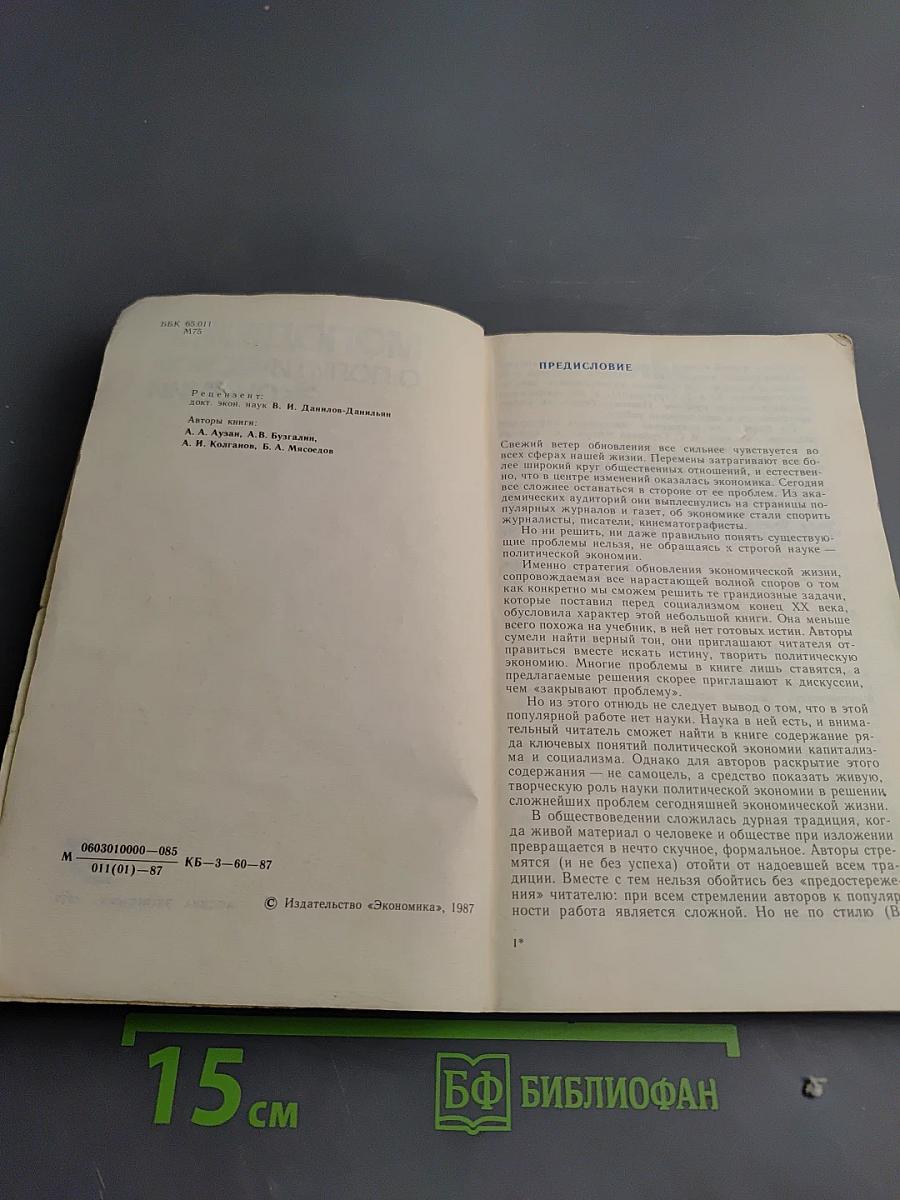 ББК 65.011
М75
Рецензент:
докт. экон. наук В. И. Данилов-Данильян
Авторы книги:
А. А. Аузан, А.В. Бузгалин,
А. И. Колганов, Б. А. Мясоедов
М 0603010000—085
011(01)—87
КБ—3—60—87
© Издательство «Экономика», 1987
ПРЕДИСЛОВИЕ
Свежий ветер обновления все сильнее чувствуется во
всех сферах нашей жизни. Перемены затрагивают все бо-
лее широкий круг общественных отношений, и естествен-
но, что в центре изменений оказалась экономика. Сегодня
все сложнее оставаться в стороне от ее проблем. Из ака-
демических аудиторий они выплеснулись на страницы по-
пулярных журналов и газет, об экономике стали спорить
журналисты, писатели, кинематографисты.
Но ни решить, ни даже правильно понять существую-
щие проблемы нельзя, не обращаясь к строгой науке —
политической экономии.
Именно стратегия обновления экономической жизни,
сопровождаемая все нарастающей волной споров о том
как конкретно мы сможем решить те грандиозные задачи,
которые поставил перед социализмом конец XX века,
обусловила характер этой небольшой книги. Она меньше
всего похожа на учебник, в ней нет готовых истин. Авторы
сумели найти верный тон, они приглашают читателя от-
правиться вместе искать истину, творить политическую
экономию. Многие проблемы в книге лишь ставятся, а
предлагаемые решения скорее приглашают к дискуссии,
чем «закрывают проблему».
Но из этого отнюдь не следует вывод о том, что в этой
популярной работе нет науки. Наука в ней есть, и внима-
тельный читатель сможет найти в книге содержание ря-
да ключевых понятий политической экономии капитализ-
ма и социализма. Однако для авторов раскрытие этого
содержания — не самоцель, а средство показать живую,
творческую роль науки политической экономии в решении
сложнейших проблем сегодняшней экономической жизни.
В обществоведении сложилась дурная традиция, ког-
да живой материал о человеке и обществе при изложении
превращается в нечто скучное, формальное. Авторы стре-
мятся (и не без успеха) отойти от надоевшей всем тра-
диции. Вместе с тем нельзя обойтись без «предостереже-
ния» читателю: при всем стремлении авторов к популяр
ности работа является сложной. Но не по стилю (В
1*
15 см
БФ БИБЛИОФАН